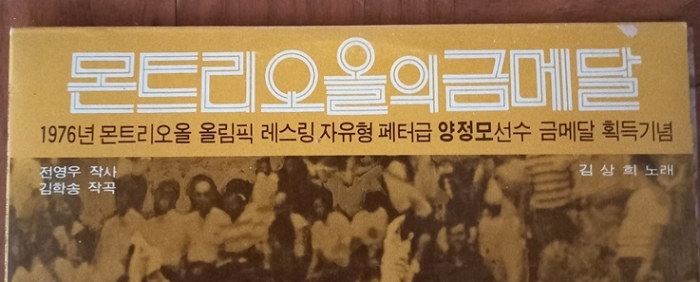 몬트리오올의금메달
1976년 몬트리오올 올림픽 레스링 자유형 페터급 양정모선수 금메달 획득기념
전영우 작사
김학송 작곡
김상희 노래